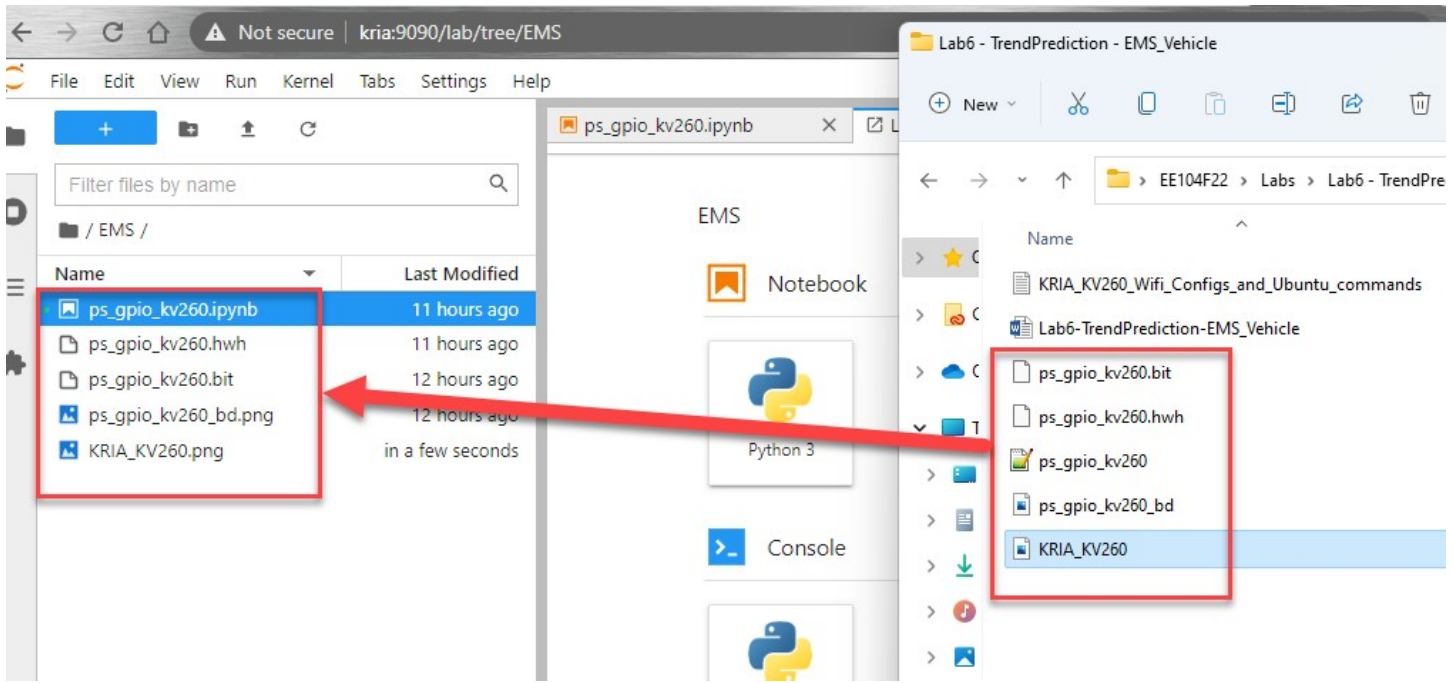 Not secure | kria:9090/lab/tree/EMS
File Edit View Run Kernel Tabs Settings Help
Filter files by name
/ EMS /
Name Last Modified
ps_gpio_kv260.ipynb 11 hours ago
ps_gpio_kv260.hwh 11 hours ago
ps_gpio_kv260.bit 12 hours ago
ps_gpio_kv260_bd.png 12 hours ago
KRIA_KV260.png in a few seconds
ps_gpio_kv260.ipynb L
EMS
Notebook
Python 3
Console
Lab6 - TrendPrediction - EMS_Vehicle
New
EE104F22 > Labs > Lab6 - TrendPre
Name
KRIA_KV260_Wifi_Configs_and_Ubuntu_commands
Lab6-TrendPrediction-EMS_Vehicle
ps_gpio_kv260.bit
ps_gpio_kv260.hwh
ps_gpio_kv260
ps_gpio_kv260_bd
KRIA_KV260